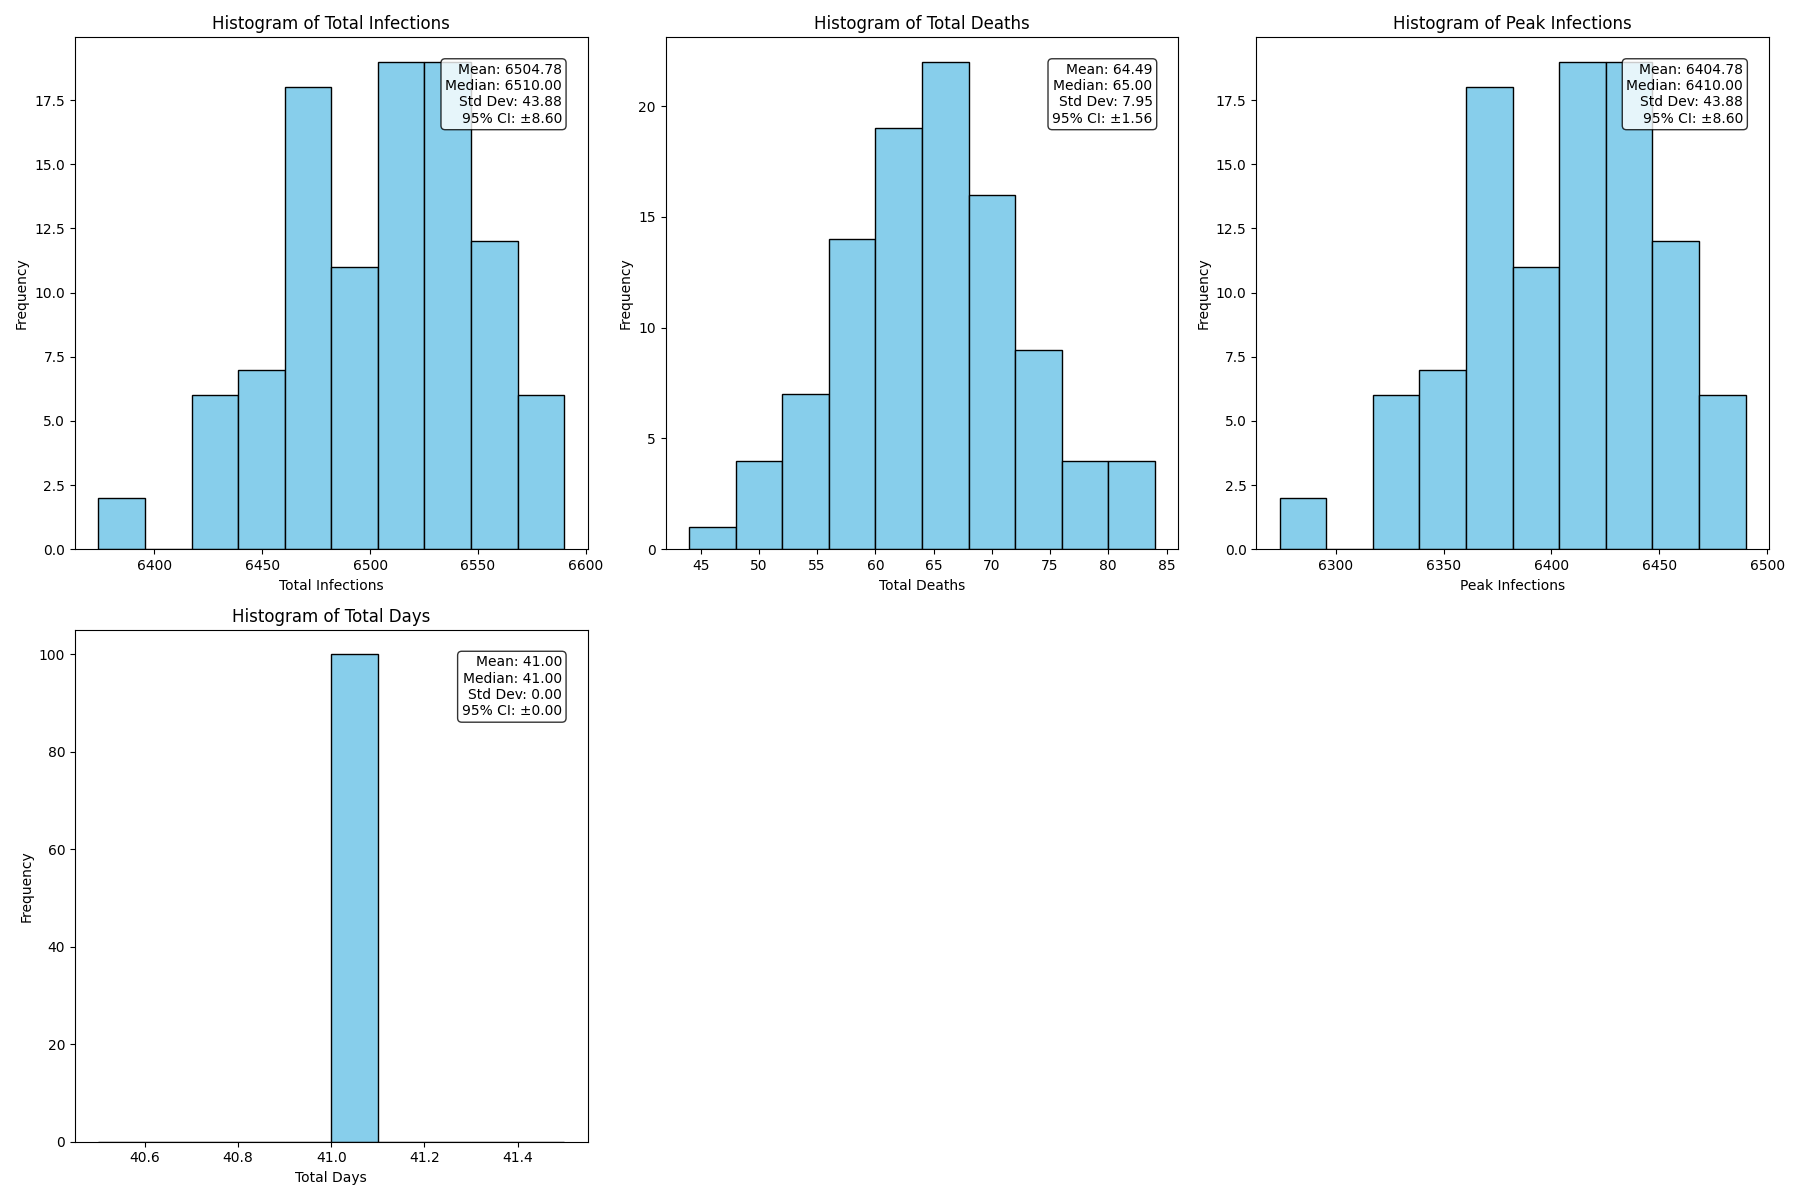 Histogram of Total Infections
Mean: 6504.78
Median: 6510.00
Std Dev: 43.88
95% CI: ±8.60
17.5
15.0
12.5
10.0
7.5
5.0
2.5
0.0
Frequency
6400 6450 6500 6550 6600
Total Infections
Histogram of Total Deaths
Mean: 64.49
Median: 65.00
Std Dev: 7.95
95% CI: ±1.56
20
15
10
5
0
Frequency
45 50 55 60 65 70 75 80 85
Total Deaths
Histogram of Peak Infections
Mean: 6404.78
Median: 6410.00
Std Dev: 43.88
95% CI: ±8.60
17.5
15.0
12.5
10.0
7.5
5.0
2.5
0.0
Frequency
6300 6350 6400 6450 6500
Peak Infections
Histogram of Total Days
Mean: 41.00
Median: 41.00
Std Dev: 0.00
95% CI: ±0.00
100
80
60
40
20
0
Frequency
40.6 40.8 41.0 41.2 41.4
Total Days